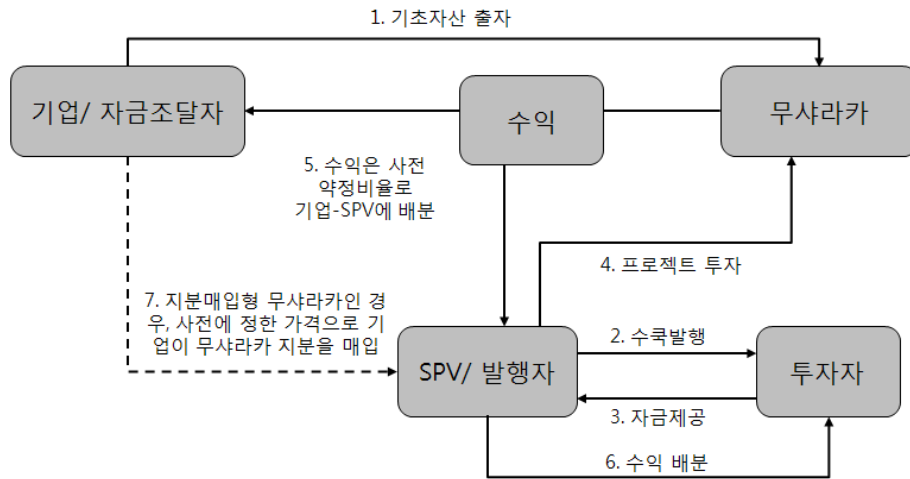 1. 기초자산 출자
기업/ 자금조달자
수익
무샤라카
5. 수익은 사전
약정비율로
기업-SPV에 배분
4. 프로젝트 투자
7. 지분매입형 무샤라카인 경
우, 사전에 정한 가격으로 기
업이 무샤라카 지분을 매입
2. 수쿡발행
SPV/ 발행자
투자자
3. 자금제공
6. 수익 배분